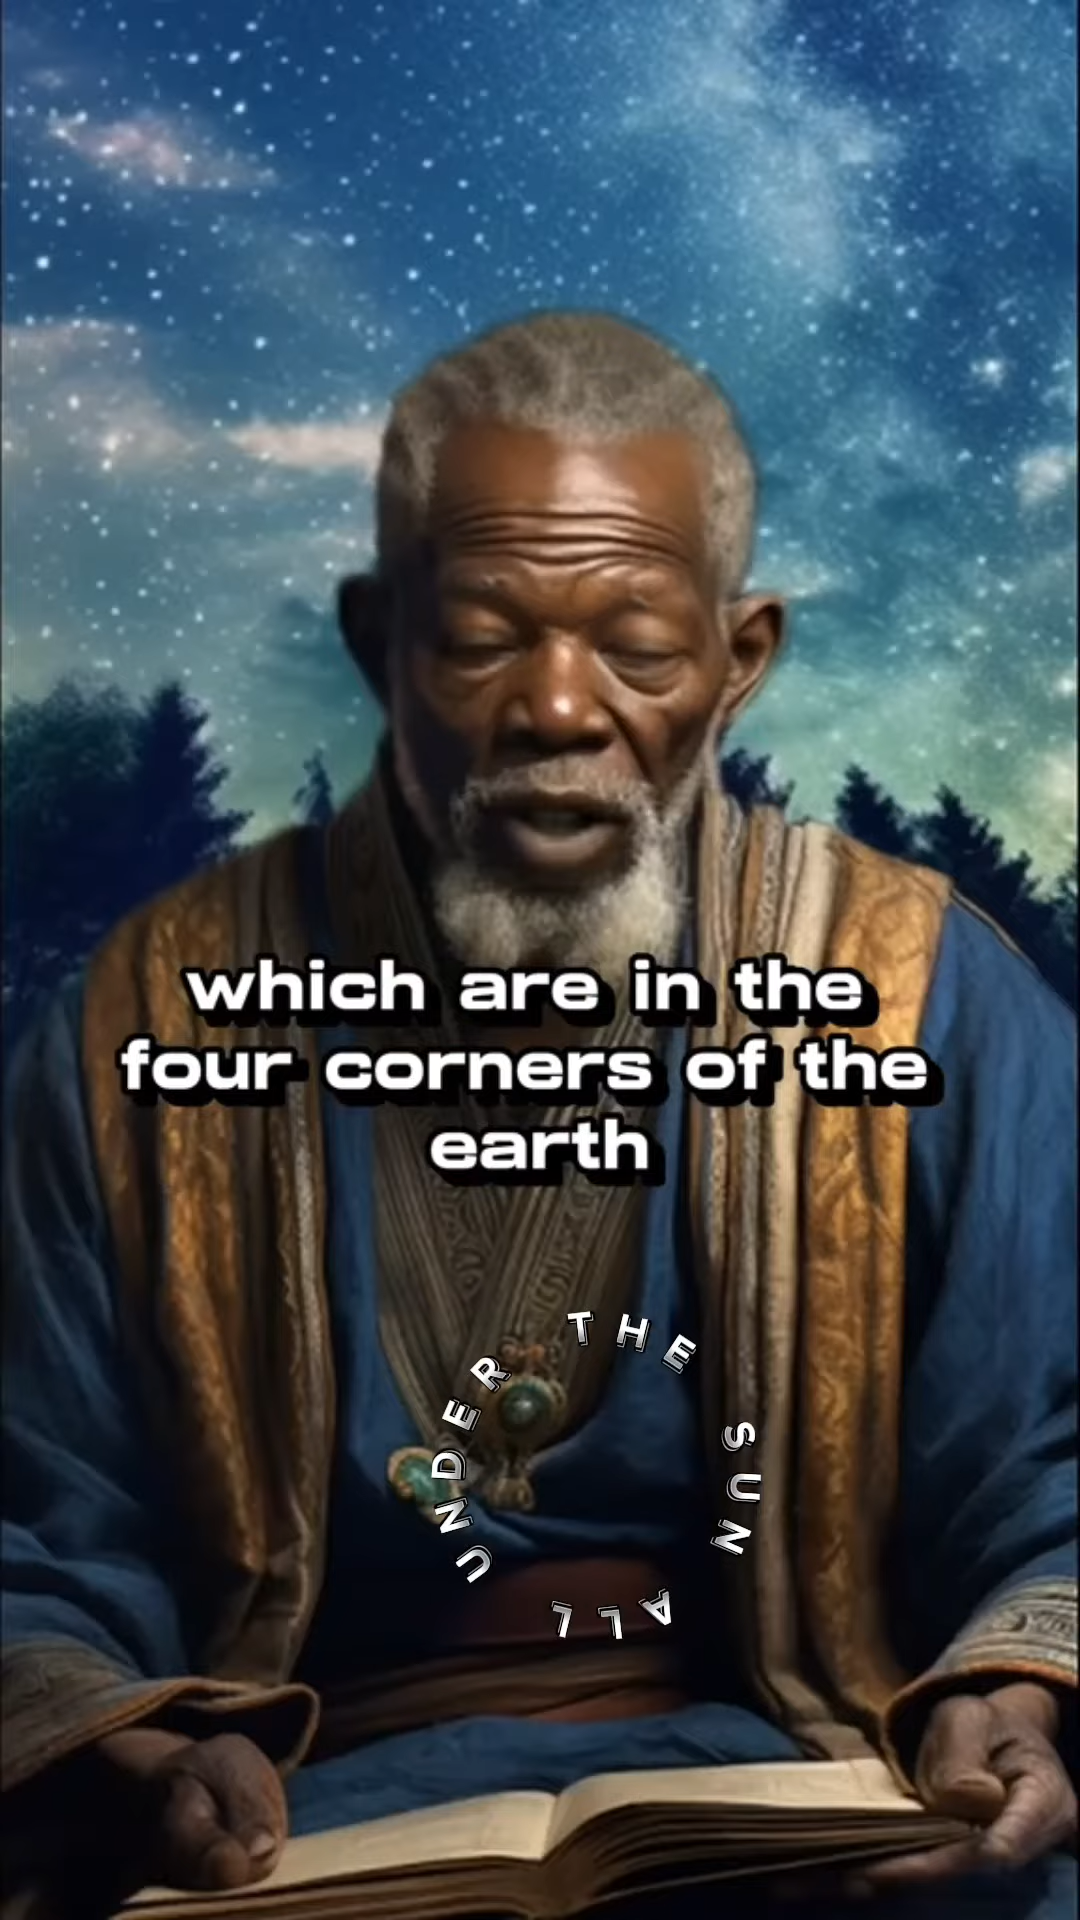 which are in the
four corners of the
earth
UNDER THE SUN ALL